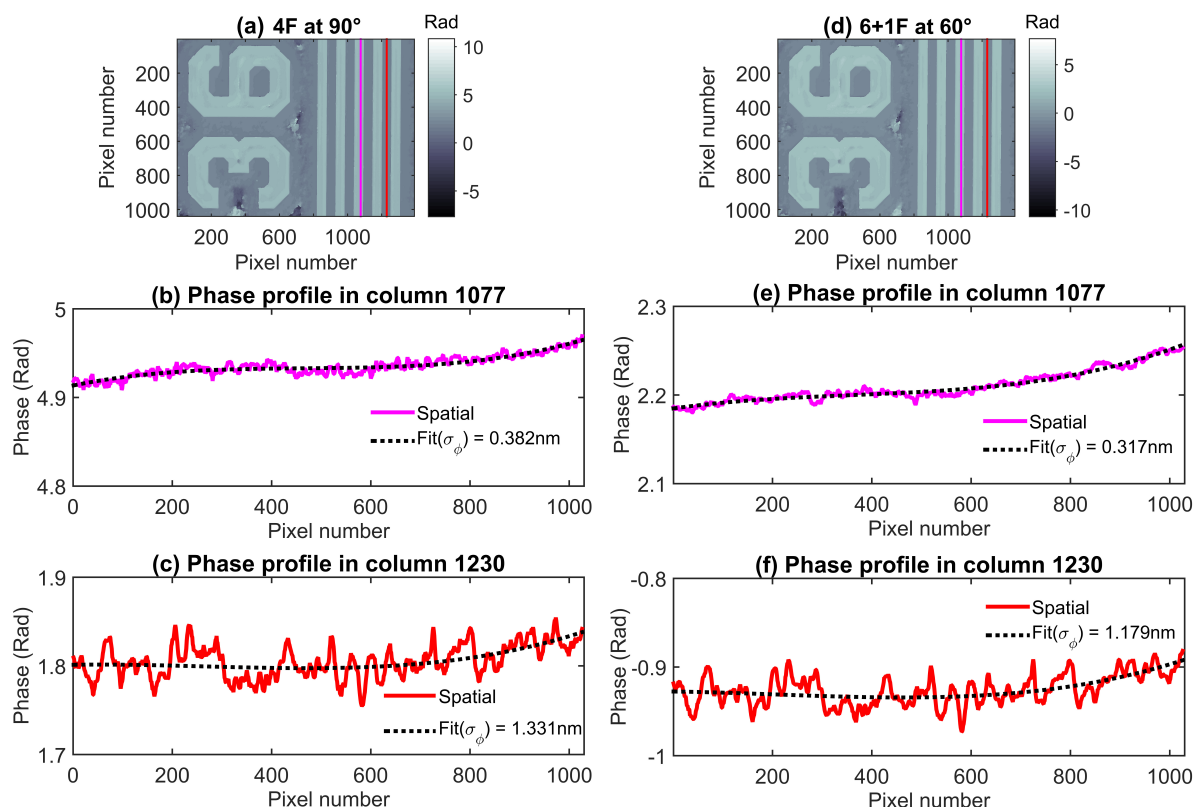 (a) 4F at 90°
Rad
Pixel number
200
400
600
800
1000
200 600 1000
Pixel number
10
5
0
-5
36
(d) 6+1F at 60°
Rad
Pixel number
200
400
600
800
1000
200 600 1000
Pixel number
5
0
-5
-10
36
(b) Phase profile in column 1077
Phase (Rad)
5
4.9
4.8
Spatial
Fit(σϕ) = 0.382nm
0 200 400 600 800 1000
Pixel number
(e) Phase profile in column 1077
Phase (Rad)
2.3
2.2
2.1
Spatial
Fit(σϕ) = 0.317nm
200 400 600 800 1000
Pixel number
(c) Phase profile in column 1230
Phase (Rad)
1.9
1.8
1.7
Spatial
Fit(σϕ) = 1.331nm
0 200 400 600 800 1000
Pixel number
(f) Phase profile in column 1230
Phase (Rad)
-0.8
-0.9
-1
Spatial
Fit(σϕ) = 1.179nm
200 400 600 800 1000
Pixel number